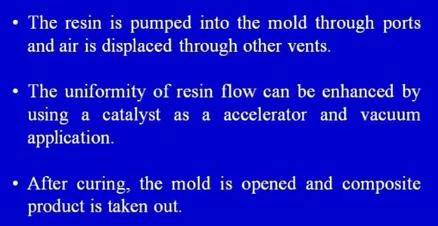 • The resin is pumped into the mold through ports
and air is displaced through other vents.
• The uniformity of resin flow can be enhanced by
using a catalyst as a accelerator and vacuum
application.
• After curing, the mold is opened and composite
product is taken out.